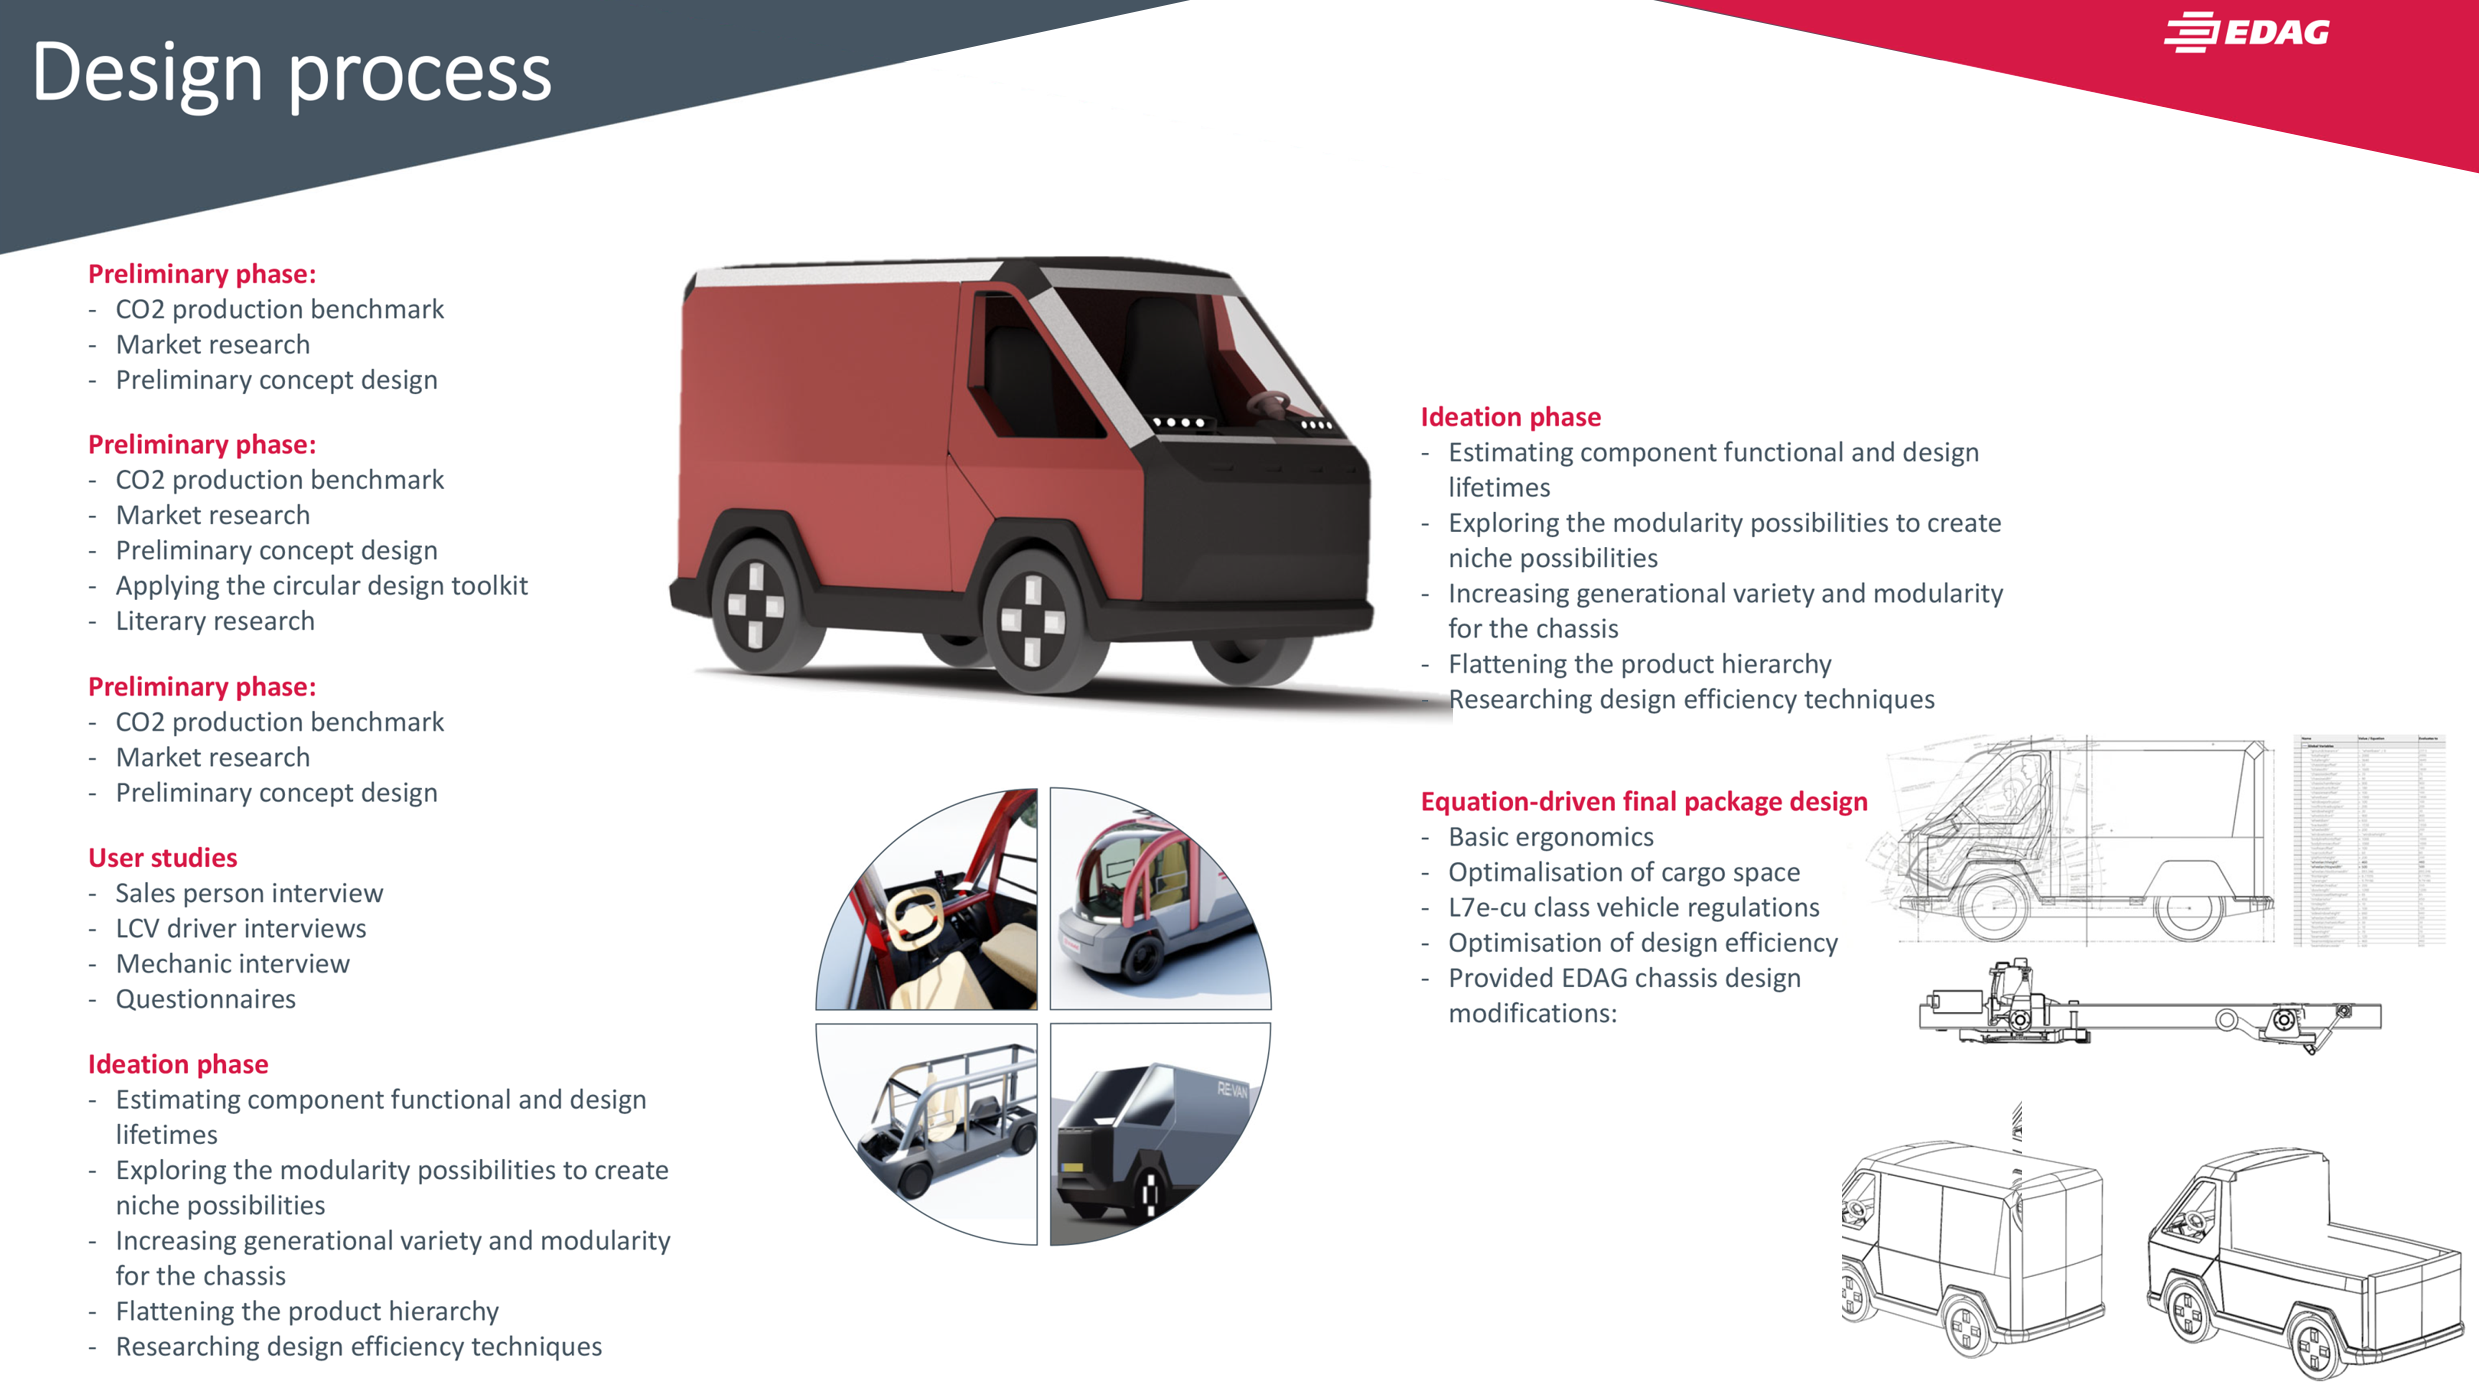 Design process
EDAG
Preliminary phase:
- CO2 production benchmark
- Market research
- Preliminary concept design
Preliminary phase:
- CO2 production benchmark
- Market research
- Preliminary concept design
- Applying the circular design toolkit
- Literary research
Preliminary phase:
- CO2 production benchmark
- Market research
- Preliminary concept design
User studies
- Sales person interview
- LCV driver interviews
- Mechanic interview
- Questionnaires
Ideation phase
- Estimating component functional and design
lifetimes
- Exploring the modularity possibilities to create
niche possibilities
- Increasing generational variety and modularity
for the chassis
- Flattening the product hierarchy
- Researching design efficiency techniques
RE:VAN
Ideation phase
- Estimating component functional and design
lifetimes
- Exploring the modularity possibilities to create
niche possibilities
- Increasing generational variety and modularity
for the chassis
- Flattening the product hierarchy
- Researching design efficiency techniques
Equation-driven final package design
- Basic ergonomics
- Optimalisation of cargo space
- L7e-cu class vehicle regulations
- Optimisation of design efficiency
- Provided EDAG chassis design
modifications: